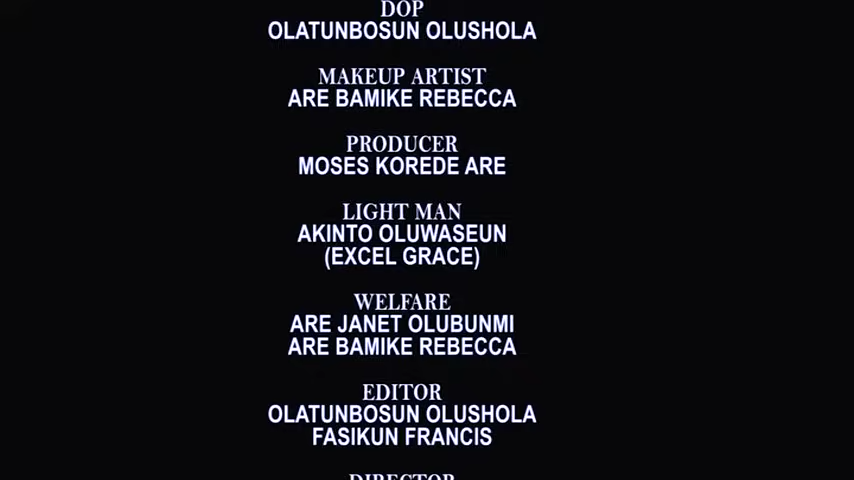 DOP
OLATUNBOSUN OLUSHOLA
MAKEUP ARTIST
ARE BAMIKE REBECCA
PRODUCER
MOSES KOREDE ARE
LIGHT MAN
AKINTO OLUWASEUN
(EXCEL GRACE)
WELFARE
ARE JANET OLUBUNMI
ARE BAMIKE REBECCA
EDITOR
OLATUNBOSUN OLUSHOLA
FASIKUN FRANCIS
DIRECTOR